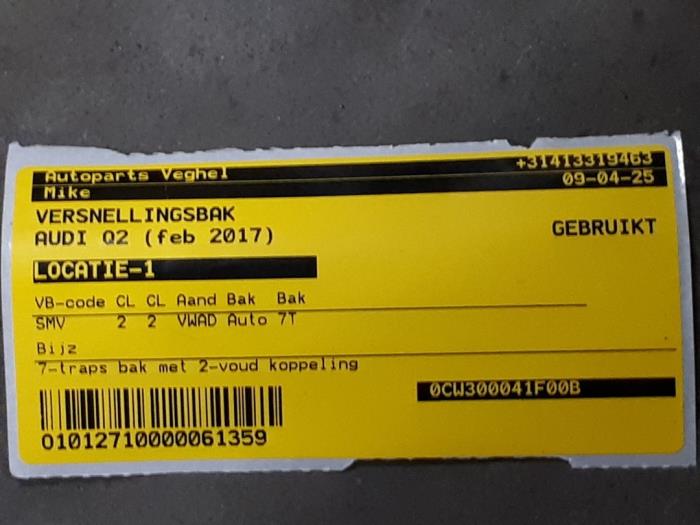 Autoparts Veghel +31413319463
Mike 09-04-25
VERSNELLINGSBAK
AUDI Q2 (feb 2017) GEBRUIKT
LOCATIE-1
VB-code CL CL Aand Bak Bak
SMV 2 2 VWAD Auto 7T
Bijz
7-traps bak met 2-voud koppeling
0CW300041F00B
01012710000061359